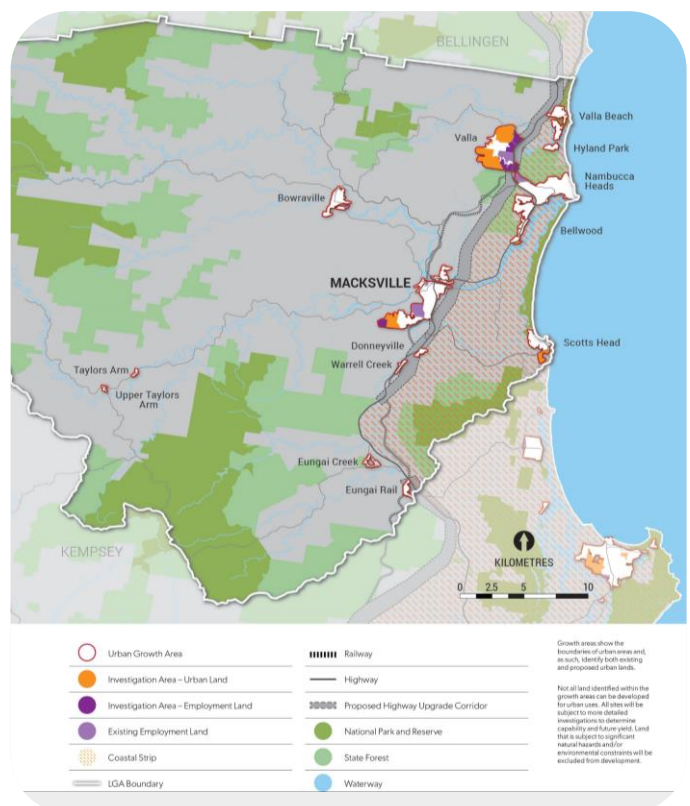 BELLINGEN
Valla Beach
Valla
Hyland Park
Nambucca
Heads
Bowraville
Bellwood
MACKSVILLE
Scotts Head
Donneyville
Warrell Creek
Taylors Arm
Upper Taylors
Arm
Eungai Creek
Eungai Rail
KEMPSEY
KILOMETRES
0 2.5 5 10
Urban Growth Area
Investigation Area – Urban Land
Investigation Area – Employment Land
Existing Employment Land
Coastal Strip
LGA Boundary
Railway
Highway
Proposed Highway Upgrade Corridor
National Park and Reserve
State Forest
Waterway
Growth areas show the
boundaries of urban areas and,
as such, identify both existing
and proposed urban lands.
Not all land identified within the
growth areas can be developed
for urban uses. All sites will be
subject to more detailed
investigations to determine
capability and future yield. Land
that is subject to significant
natural hazards and/or
environmental constraints will be
excluded from development.